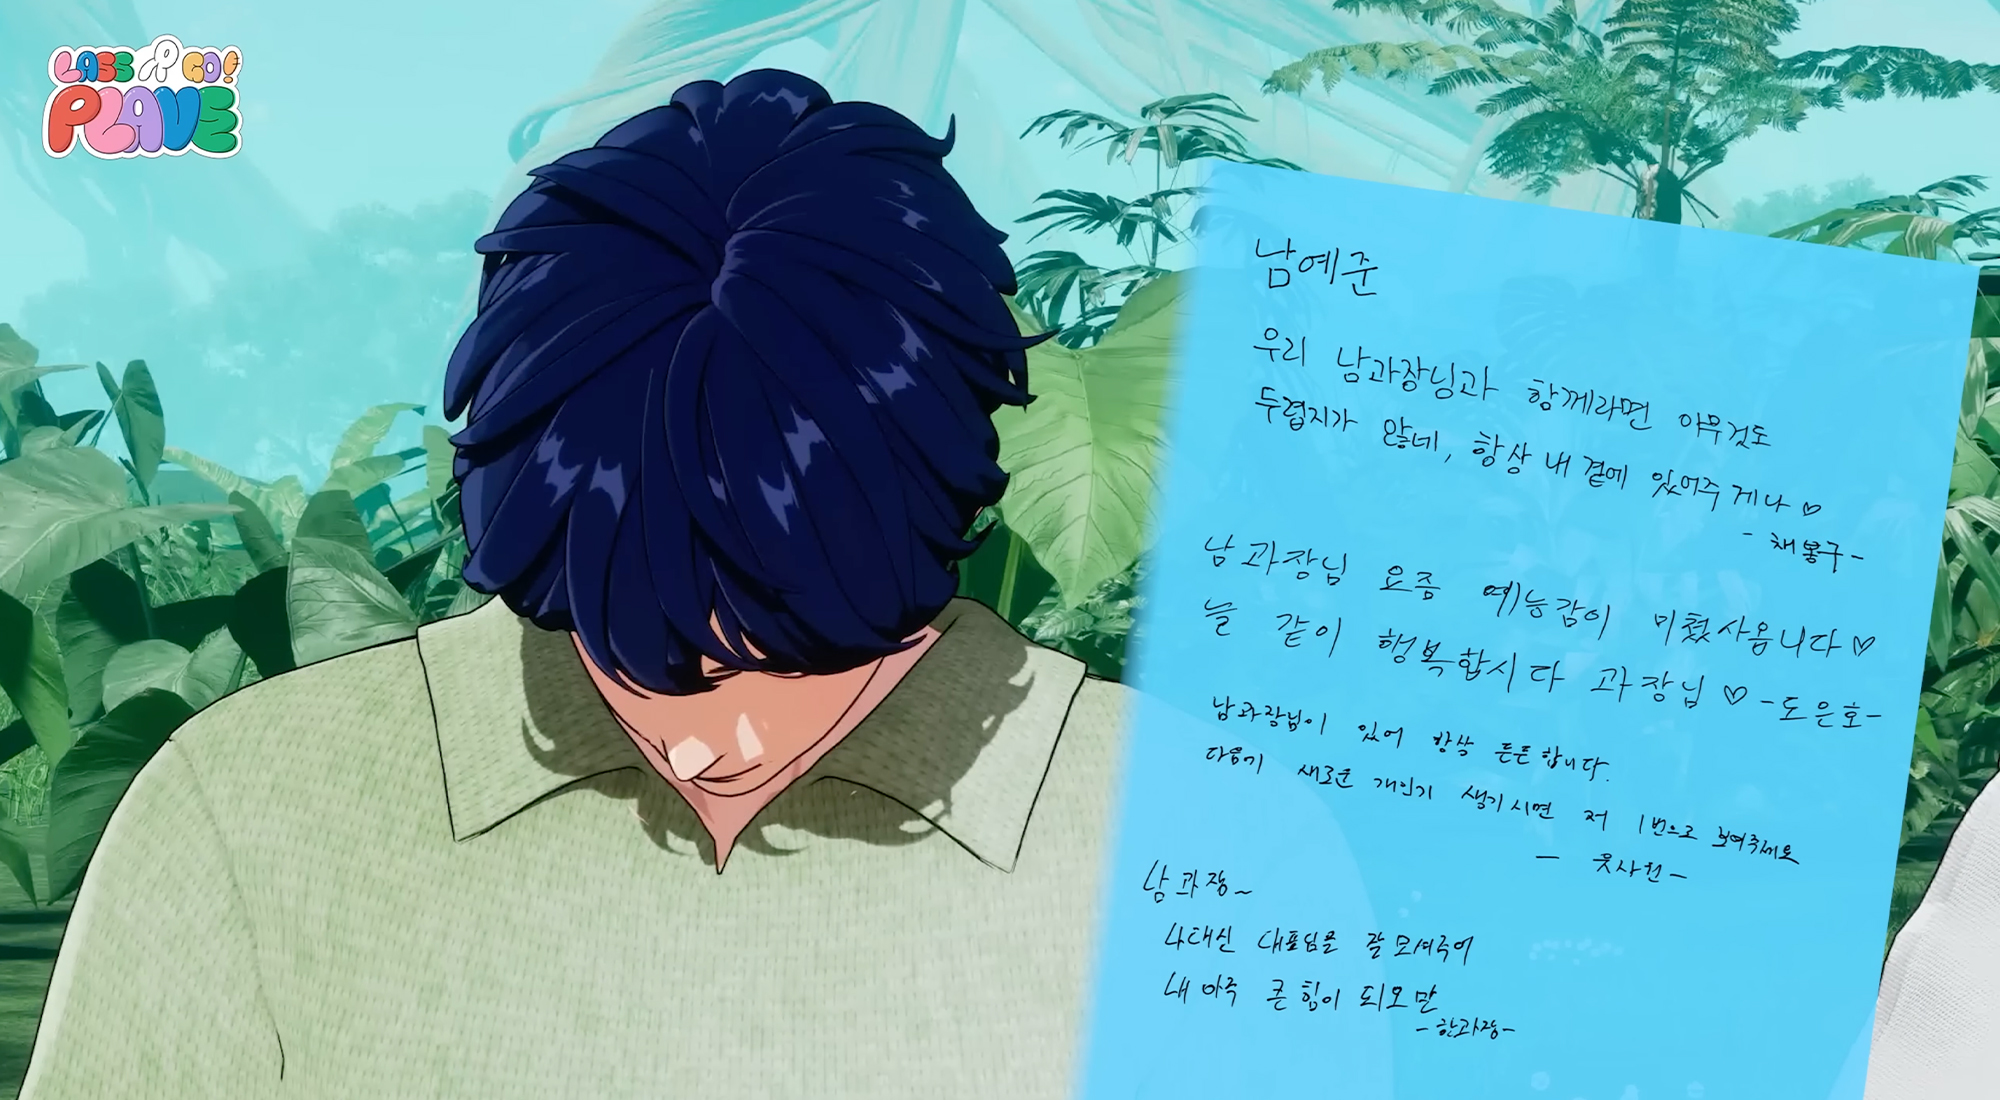 LASS GO!
PLAVE
남예준
우리 남과장님과 함께라면 아무것도
두렵지가 않네, 항상 내 곁에 있어주게나♡
-채봉구-
남과장님 요즘 예능감이 미쳤사옵니다♡
늘 같이 행복합시다 과장님♡ -도은호-
남과장님이 있어 항상 든든합니다.
다음에 새로운 개인기 생기시면 저 1번으로 보여주세요
- 웃사원-
남과장~
나대신 대표님을 잘 모셔주어
내 아주 큰 힘이 되오만
-한과장-